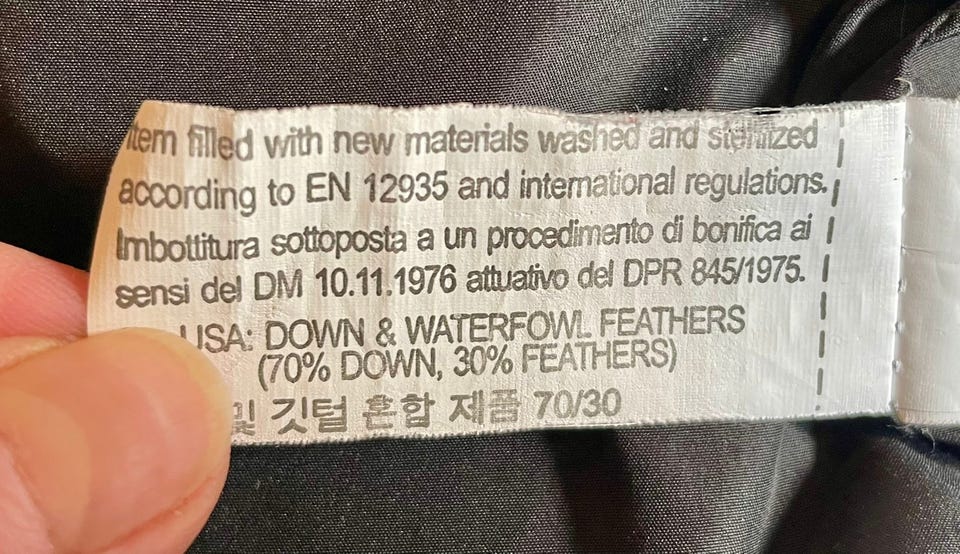 Item filled with new materials washed and sterilized
according to EN 12935 and international regulations.
Imbottitura sottoposta a un procedimento di bonifica ai
sensi del DM 10.11.1976 attuativo del DPR 845/1975.
USA: DOWN & WATERFOWL FEATHERS
(70% DOWN, 30% FEATHERS)
및 깃털 혼합 제품 70/30